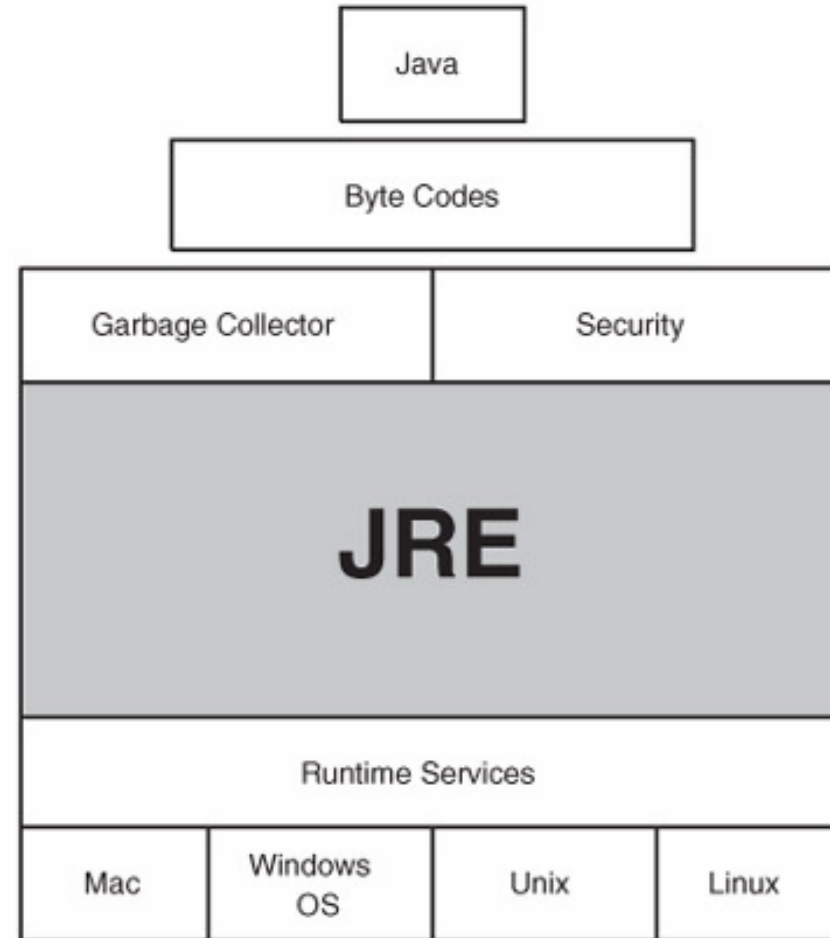 Java
Byte Codes
Garbage Collector
Security
JRE
Runtime Services
Mac
Windows
OS
Unix
Linux